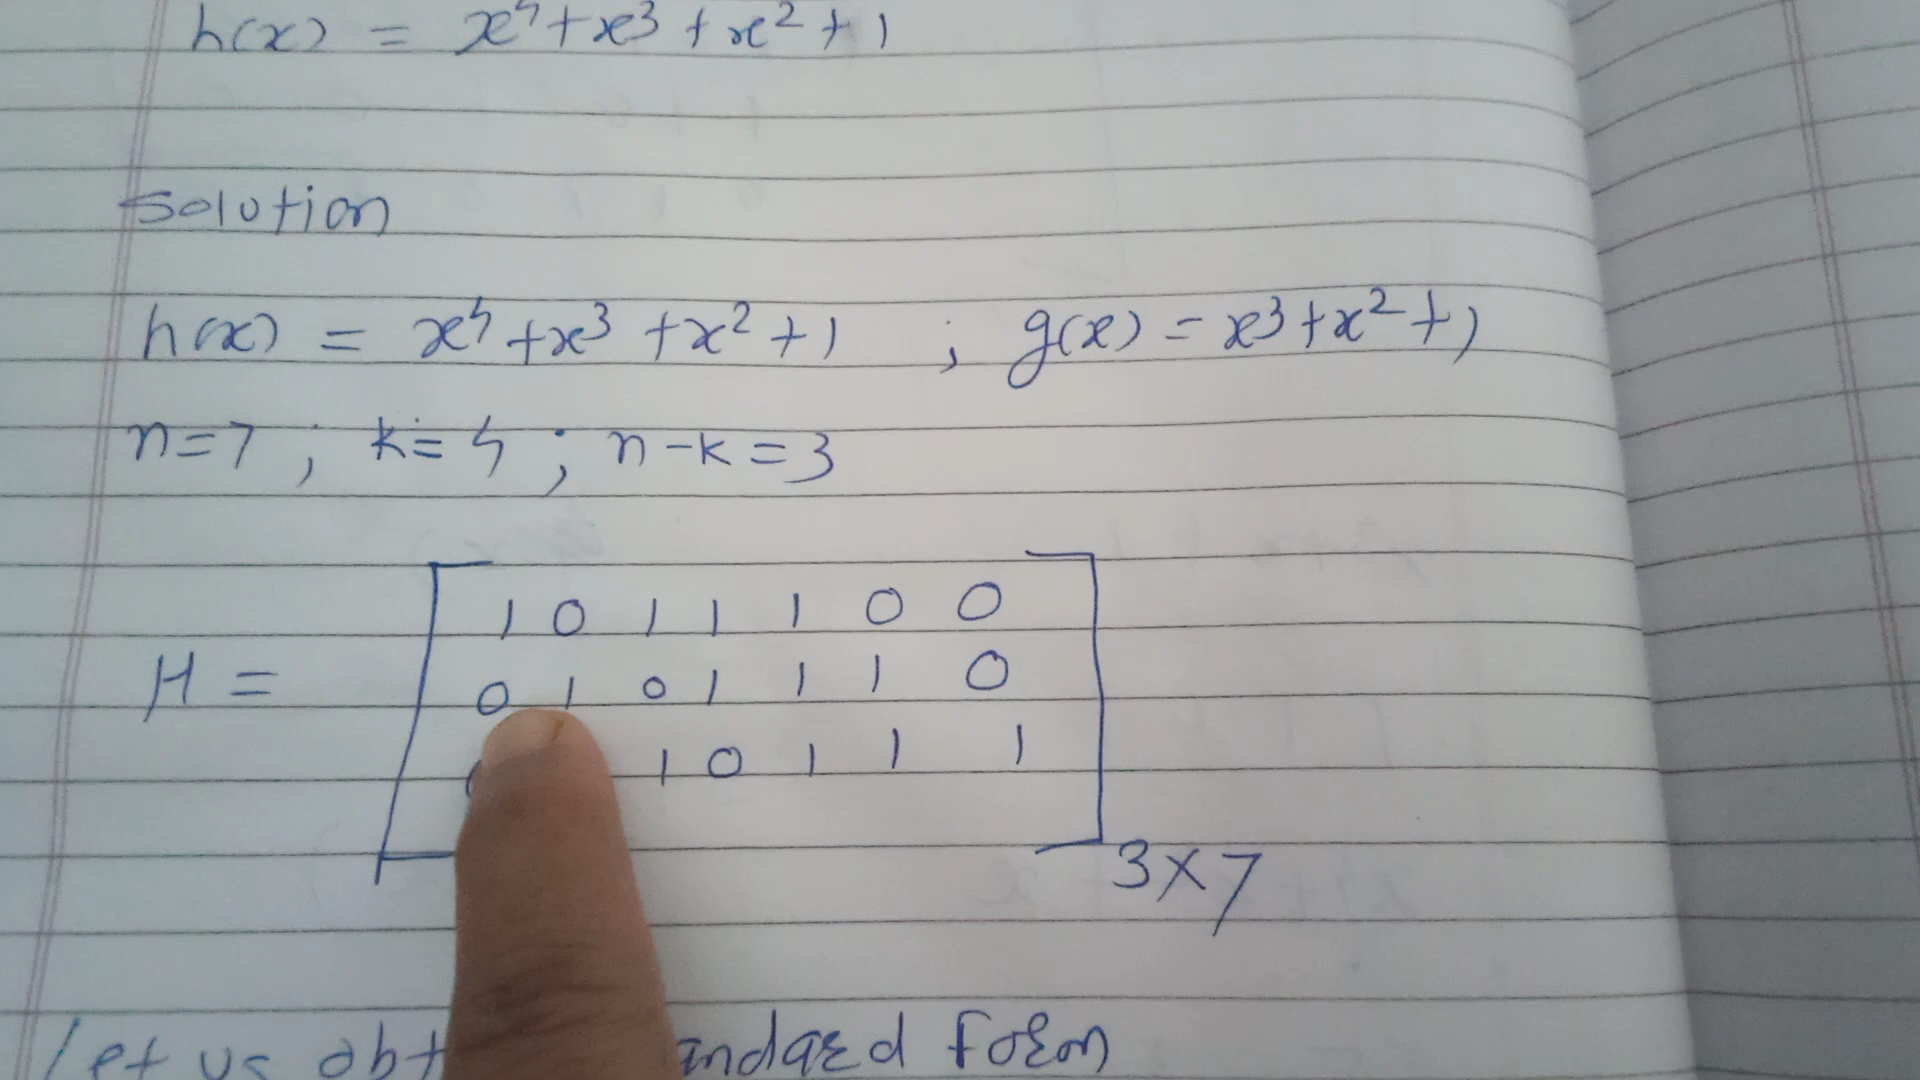 h(x) = x⁴ + x³ + x² + 1
Solution
h(x) = x⁴ + x³ + x² + 1 ; g(x) = x³ + x² + 1
n = 7 ; k = 4 ; n - k = 3
1 0 1 1 1 0 0
H = 0 1 0 1 1 1 0
1 0 1 1 1
3 x 7
let us form